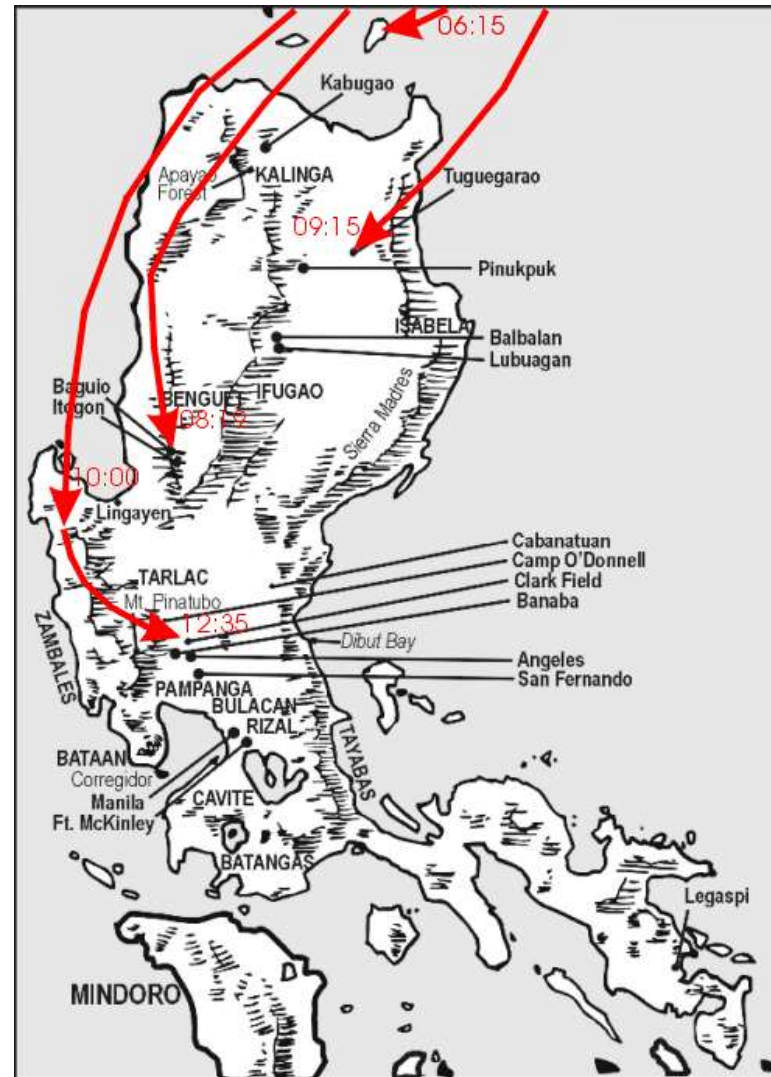 06:15
Kabugao
Apayao
Forest
KALINGA
Tuguegarao
09:15
Pinukpuk
ISABELA
Balbalan
Lubuagan
Baguio
Itogon
BENGUET
IFUGAO
08:19
Sierra Madres
10:00
Lingayen
Cabanatuan
Camp O'Donnell
Clark Field
Banaba
TARLAC
Mt. Pinatubo
12:35
Dibut Bay
ZAMBALES
Angeles
San Fernando
PAMPANGA
BULACAN
RIZAL
TAYABAS
BATAAN
Corregidor
Manila
Ft. McKinley
CAVITE
BATANGAS
Legaspi
MINDORO